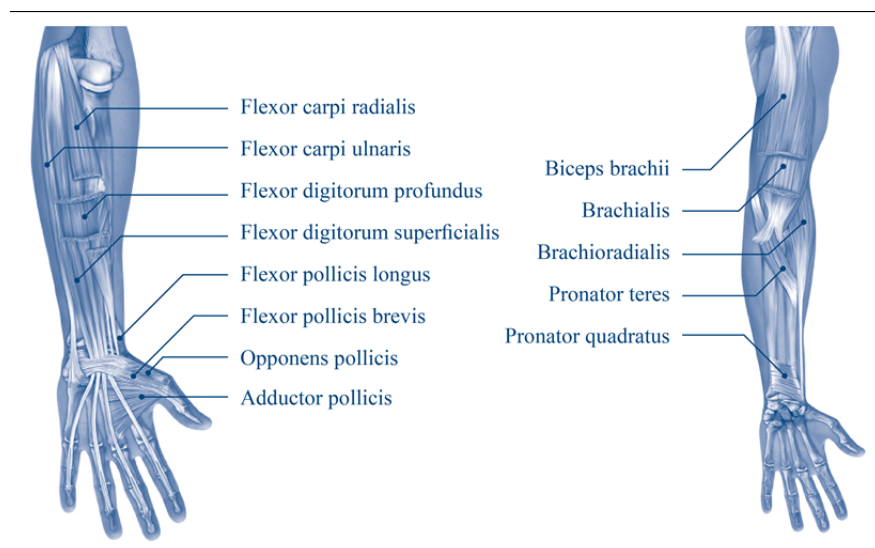 Flexor carpi radialis
Flexor carpi ulnaris
Flexor digitorum profundus
Flexor digitorum superficialis
Flexor pollicis longus
Flexor pollicis brevis
Opponens pollicis
Adductor pollicis
Biceps brachii
Brachialis
Brachioradialis
Pronator teres
Pronator quadratus